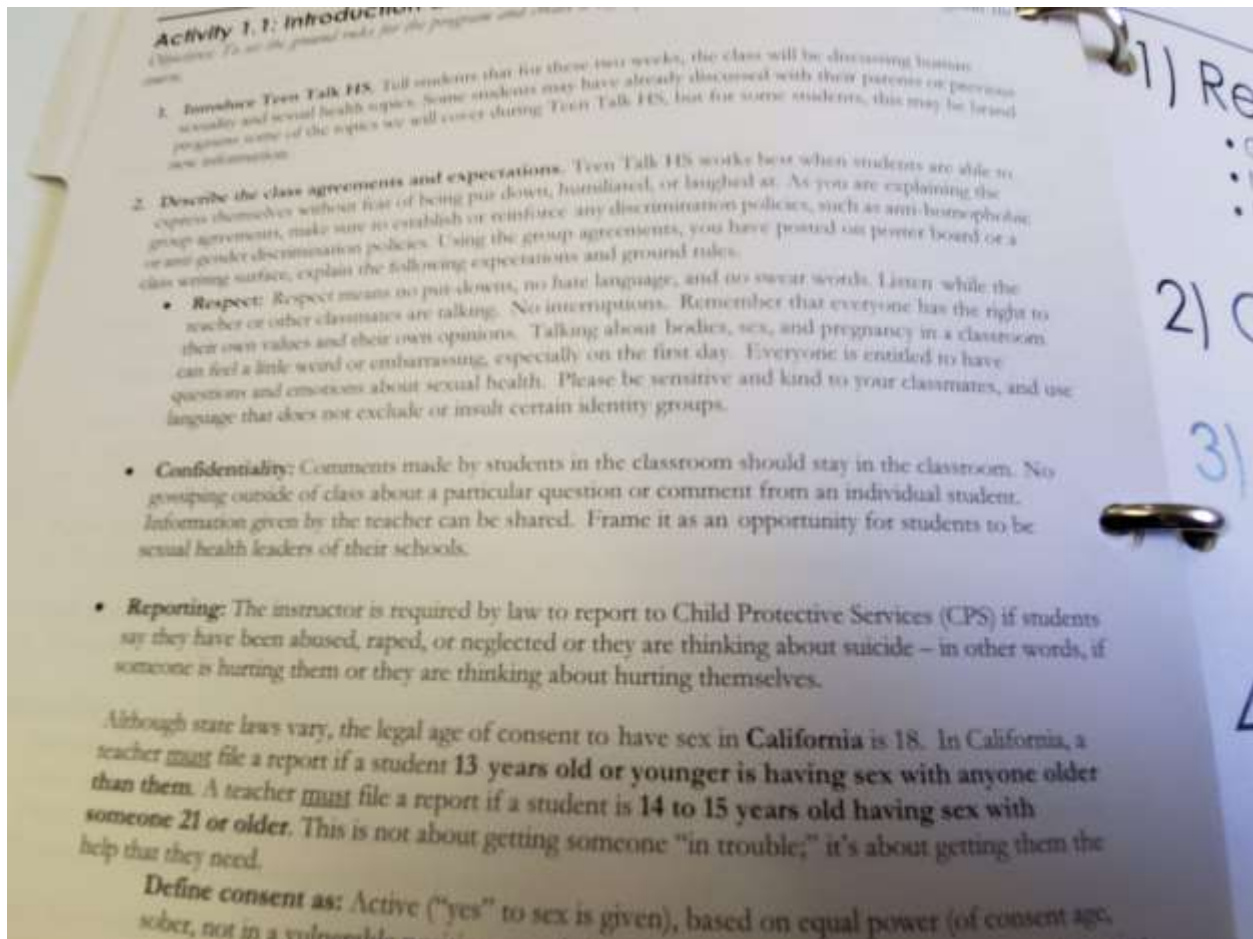 Activity 1.1: Introduction
Objective: To set the ground rules for the program and
1. Introduce Teen Talk HS. Tell students that for these two weeks, the class will be discussing human
sexuality and sexual health topics. Some students may have already discussed with their parents or previous
programs some of the topics we will cover during Teen Talk HS, but for some students, this may be brand
new information.
2. Describe the class agreements and expectations. Teen Talk HS works best when students are able to
express themselves without fear of being put down, humiliated, or laughed at. As you are explaining the
group agreements, make sure to establish or reinforce any discrimination policies, such as anti-homophobic
or anti-gender discrimination policies. Using the group agreements, you have posted on poster board or a
class writing surface, explain the following expectations and ground rules.
• Respect: Respect means no put-downs, no hate language, and no swear words. Listen while the
teacher or other classmates are talking. No interruptions. Remember that everyone has the right to
their own values and their own opinions. Talking about bodies, sex, and pregnancy in a classroom
can feel a little weird or embarrassing, especially on the first day. Everyone is entitled to have
questions and emotions about sexual health. Please be sensitive and kind to your classmates, and use
language that does not exclude or insult certain identity groups.
• Confidentiality: Comments made by students in the classroom should stay in the classroom. No
gossiping outside of class about a particular question or comment from an individual student.
Information given by the teacher can be shared. Frame it as an opportunity for students to be
sexual health leaders of their schools.
• Reporting: The instructor is required by law to report to Child Protective Services (CPS) if students
say they have been abused, raped, or neglected or they are thinking about suicide – in other words, if
someone is hurting them or they are thinking about hurting themselves.
Although state laws vary, the legal age of consent to have sex in California is 18. In California, a
teacher must file a report if a student 13 years old or younger is having sex with anyone older
than them. A teacher must file a report if a student is 14 to 15 years old having sex with
someone 21 or older. This is not about getting someone "in trouble;" it's about getting them the
help that they need.
Define consent as: Active ("yes" to sex is given), based on equal power (of consent age,
sober, not in a vulnerable
1) Re
2) C
3)